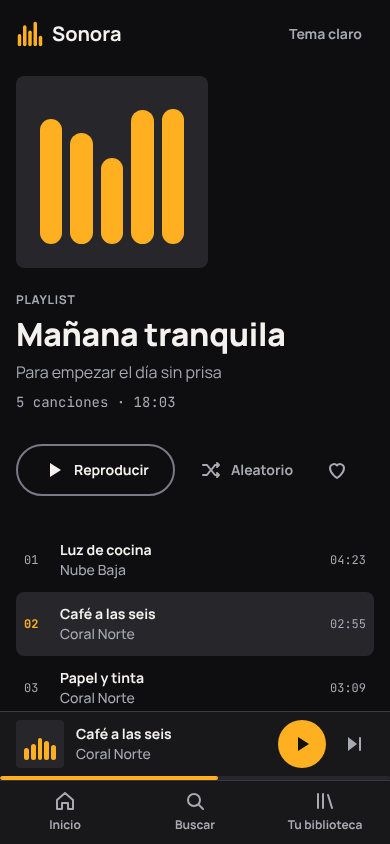 Sonora
Tema claro
PLAYLIST
Mañana tranquila
Para empezar el día sin prisa
5 canciones · 18:03
Reproducir
Aleatorio
01
Luz de cocina
04:23
Nube Baja
02
Café a las seis
02:55
Coral Norte
03
Papel y tinta
03:09
Coral Norte
Café a las seis
Coral Norte
Inicio
Buscar
Tu biblioteca